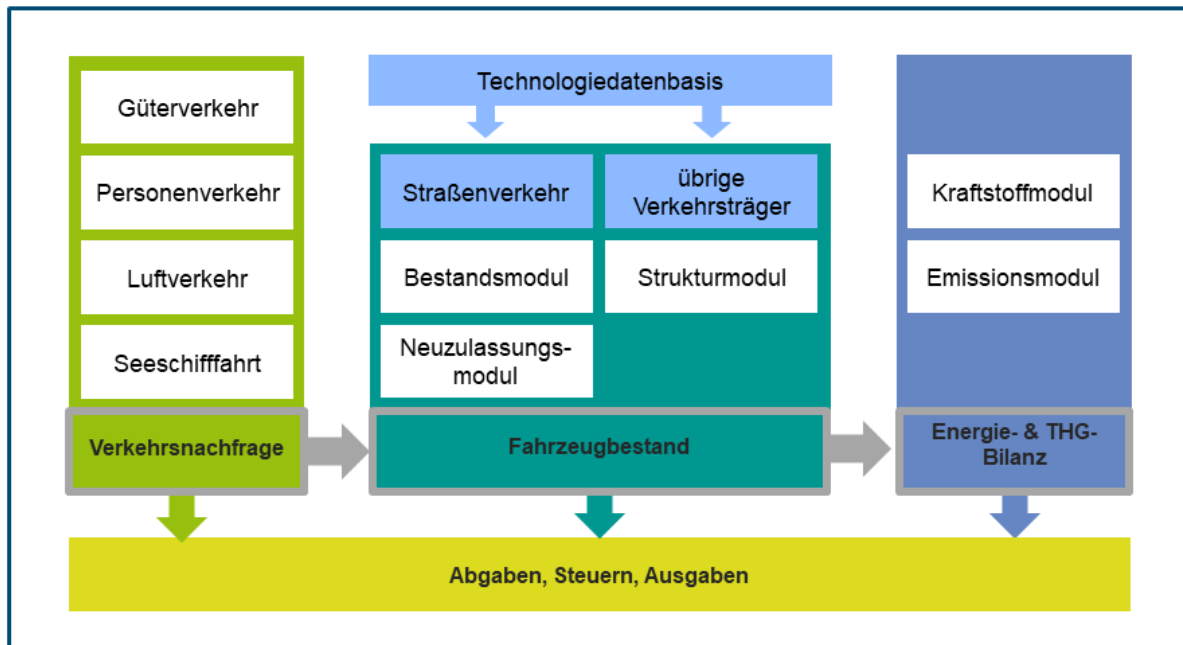 Güterverkehr
Personenverkehr
Luftverkehr
Seeschifffahrt
Verkehrsnachfrage
Technologiedatenbasis
Straßenverkehr
übrige
Verkehrsträger
Bestandsmodul
Strukturmodul
Neuzulassungs-
modul
Fahrzeugbestand
Kraftstoffmodul
Emissionsmodul
Energie- & THG-
Bilanz
Abgaben, Steuern, Ausgaben